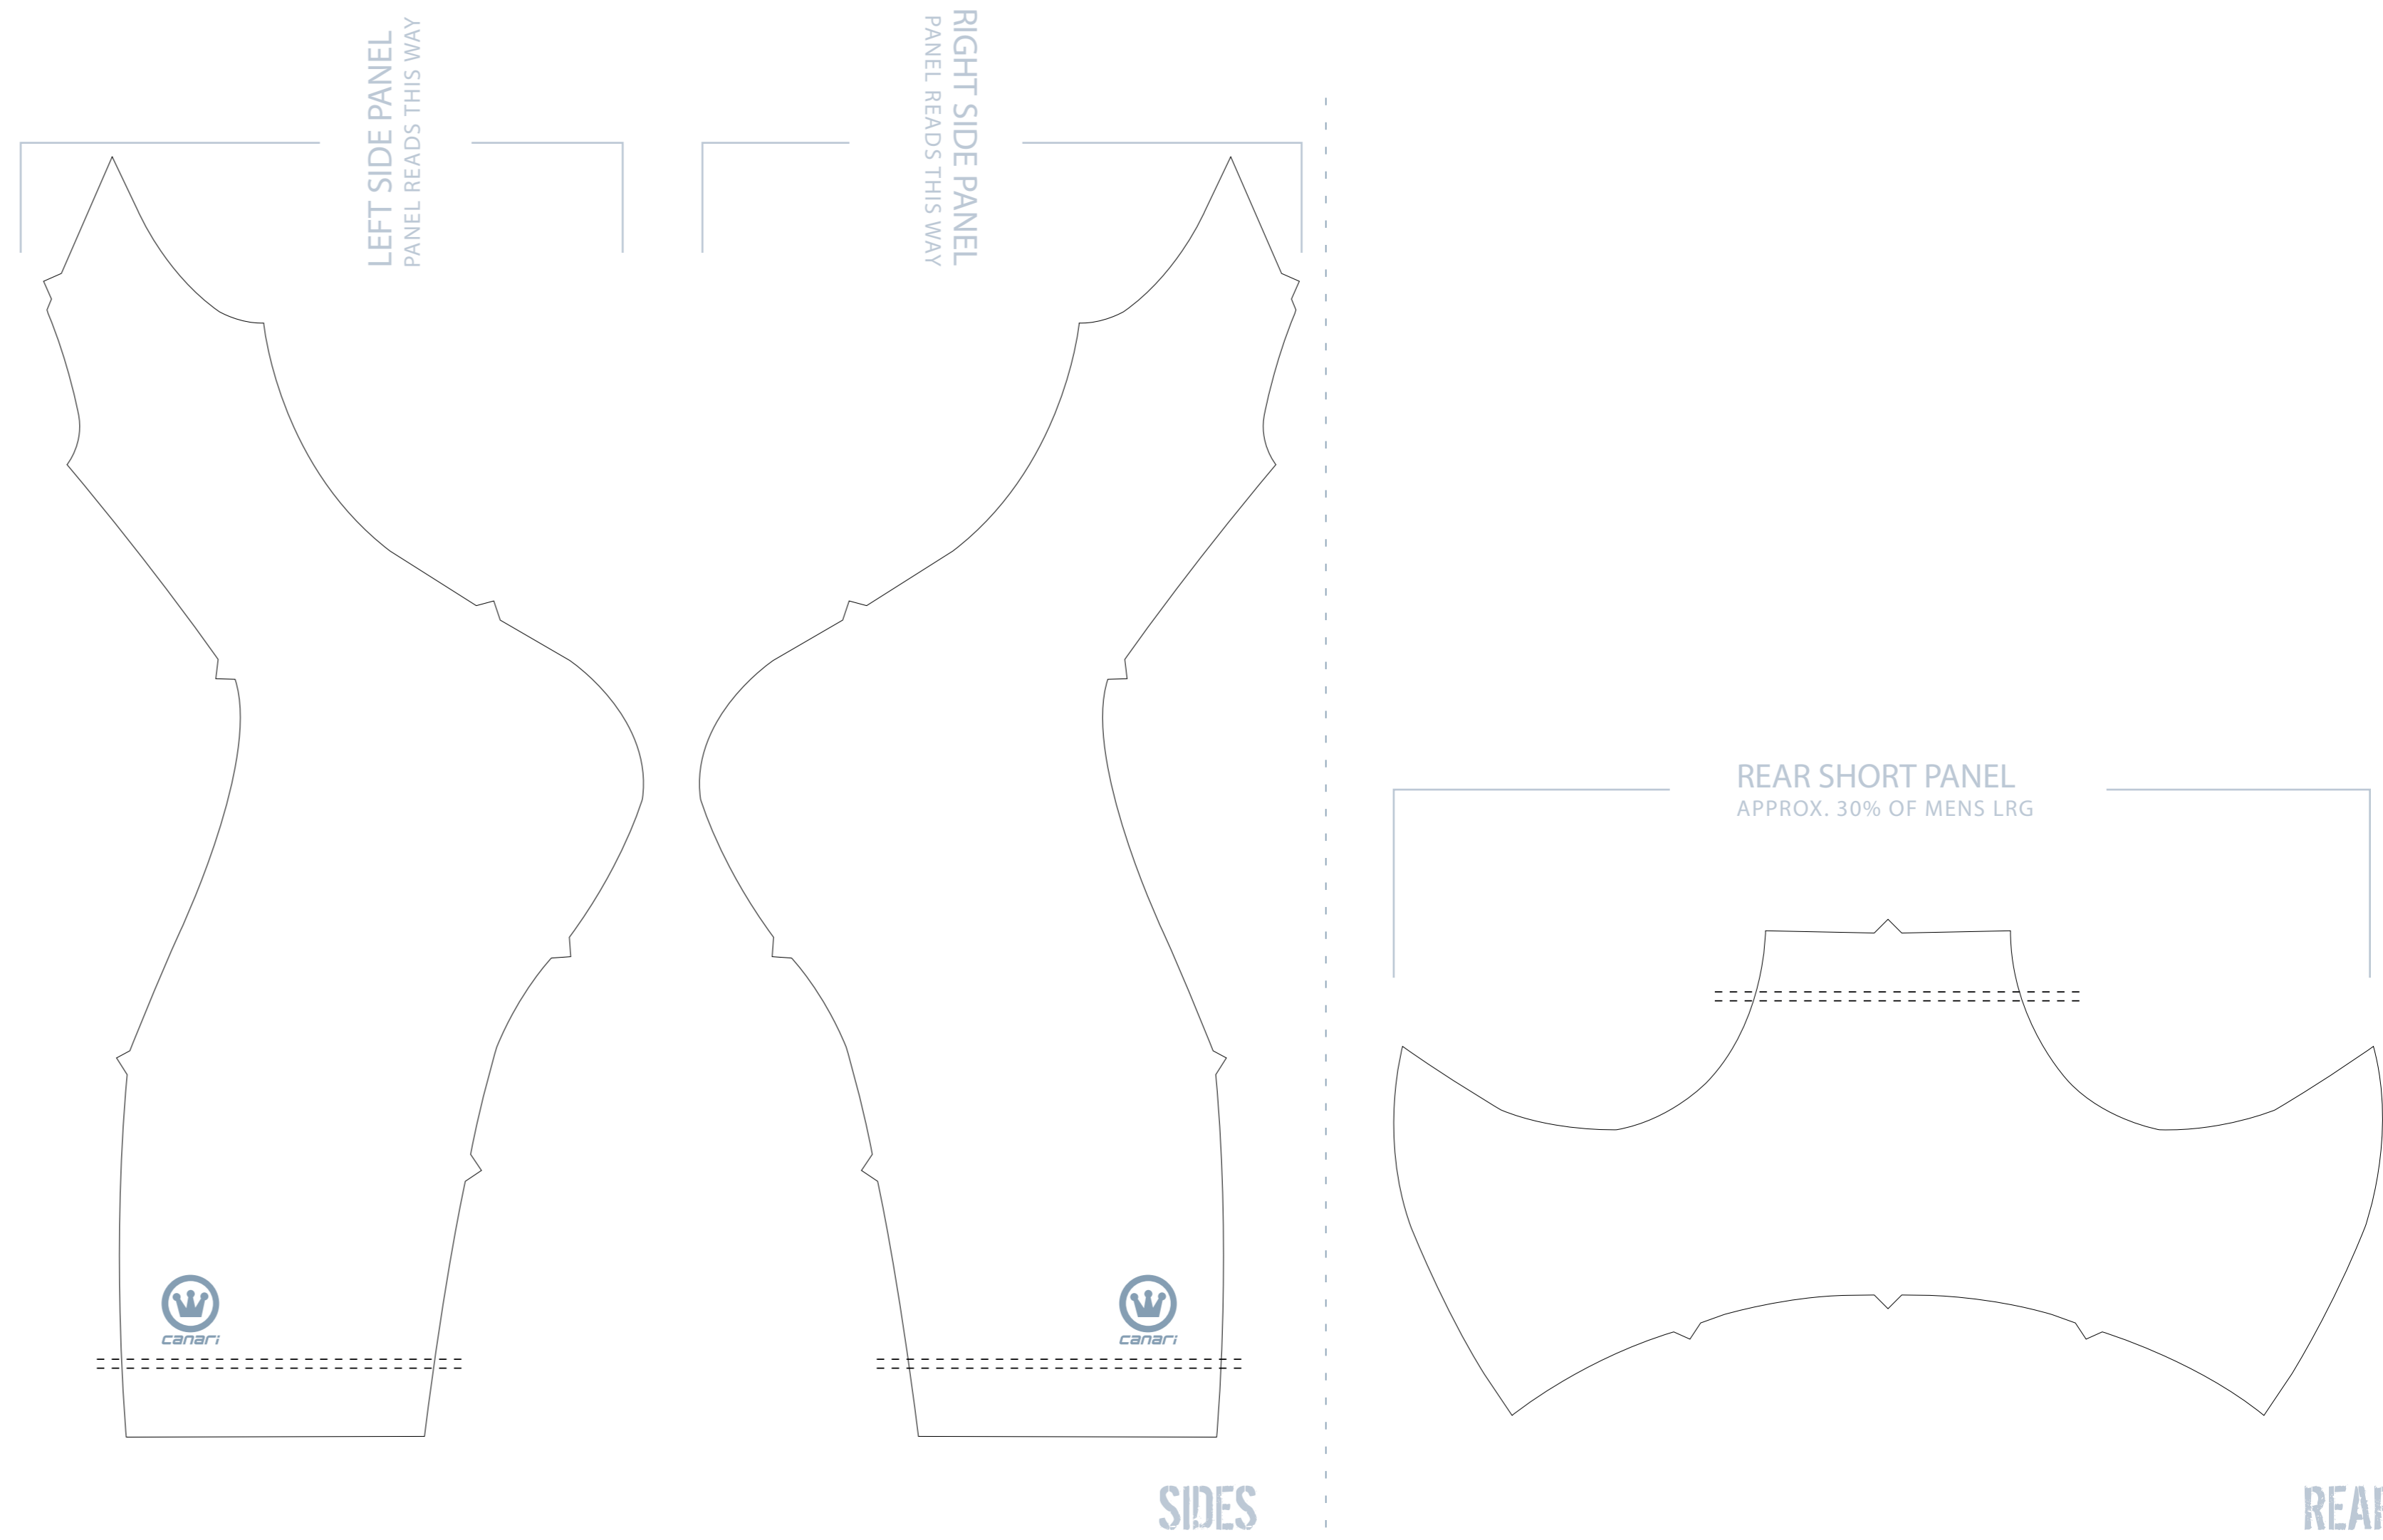 LEFT SIDE PANEL
PANEL READS THIS WAY
RIGHT SIDE PANEL
PANEL READS THIS WAY
REAR SHORT PANEL
APPROX. 30% OF MENS LRG
canari
canari
SIDES
REAR